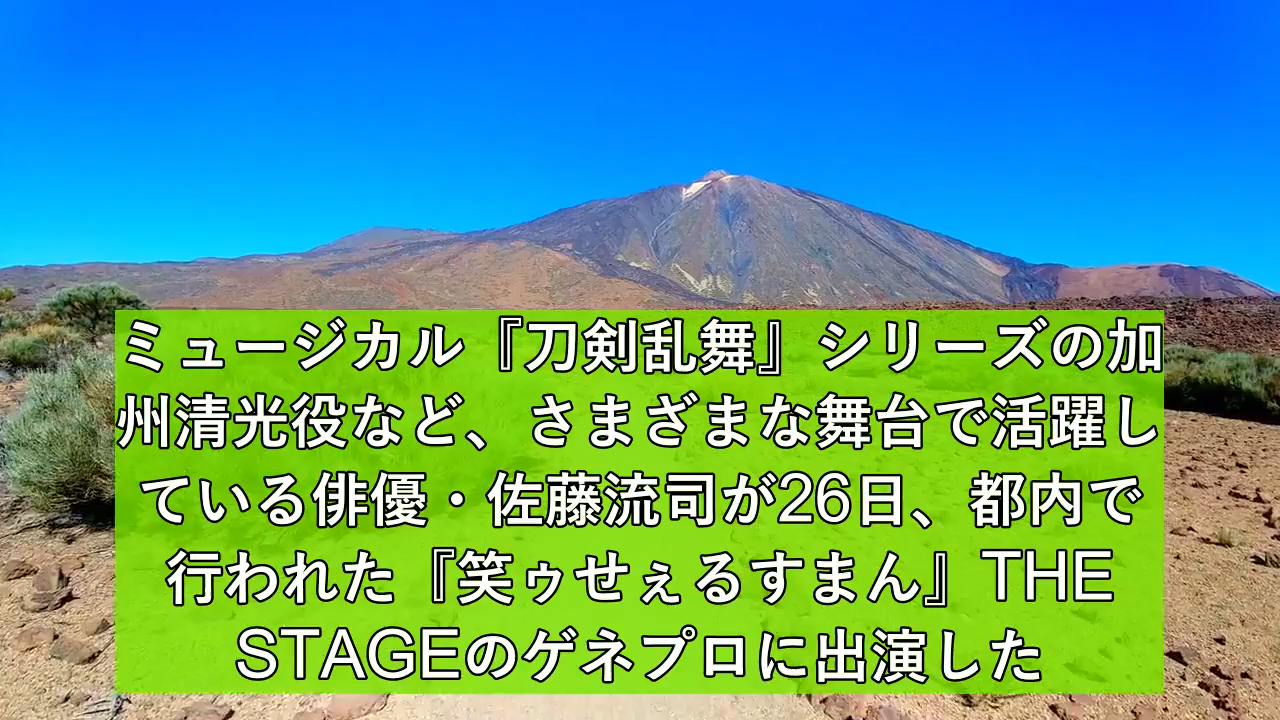 ミュージカル『刀剣乱舞』シリーズの加
州清光役など、さまざまな舞台で活躍し
ている俳優・佐藤流司が26日、都内で
行われた『笑ゥせぇるすまん』THE
STAGEのゲネプロに出演した